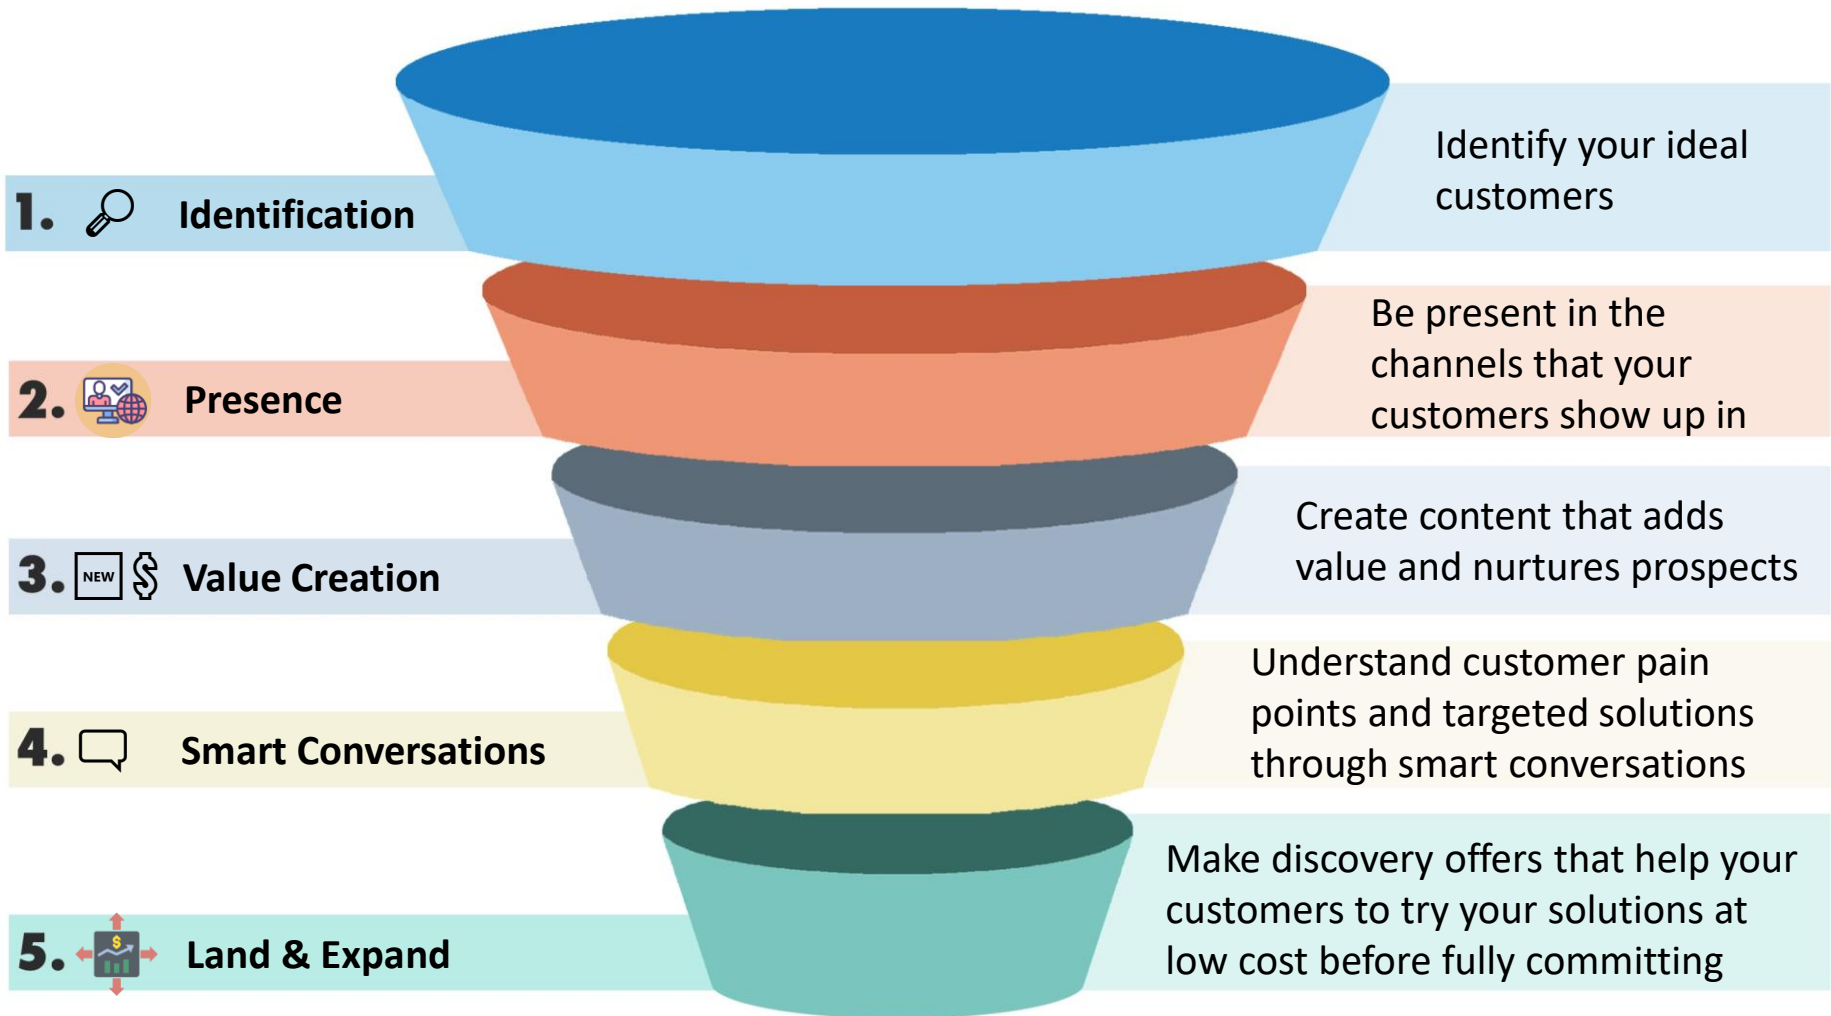 1. Identification
Identify your ideal
customers
2. Presence
Be present in the
channels that your
customers show up in
3. NEW $ Value Creation
Create content that adds
value and nurtures prospects
4. Smart Conversations
Understand customer pain
points and targeted solutions
through smart conversations
5. $ Land & Expand
Make discovery offers that help your
customers to try your solutions at
low cost before fully committing